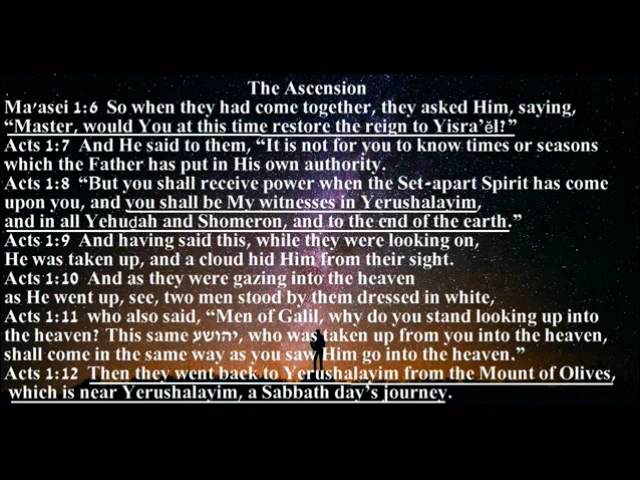 The Ascension
Ma'asei 1:6 So when they had come together, they asked Him, saying,
“Master, would You at this time restore the reign to Yisra’ěl?”
Acts 1:7 And He said to them, “It is not for you to know times or seasons
which the Father has put in His own authority.
Acts 1:8 “But you shall receive power when the Set-apart Spirit has come
upon you, and you shall be My witnesses in Yerushalayim,
and in all Yehuḏah and Shomeron, and to the end of the earth.”
Acts 1:9 And having said this, while they were looking on,
He was taken up, and a cloud hid Him from their sight.
Acts 1:10 And as they were gazing into the heaven
as He went up, see, two men stood by them dressed in white,
Acts 1:11 who also said, “Men of Galil, why do you stand looking up into
the heaven? This same יהושע, who was taken up from you into the heaven,
shall come in the same way as you saw Him go into the heaven.”
Acts 1:12 Then they went back to Yerushalayim from the Mount of Olives,
which is near Yerushalayim, a Sabbath day’s journey.